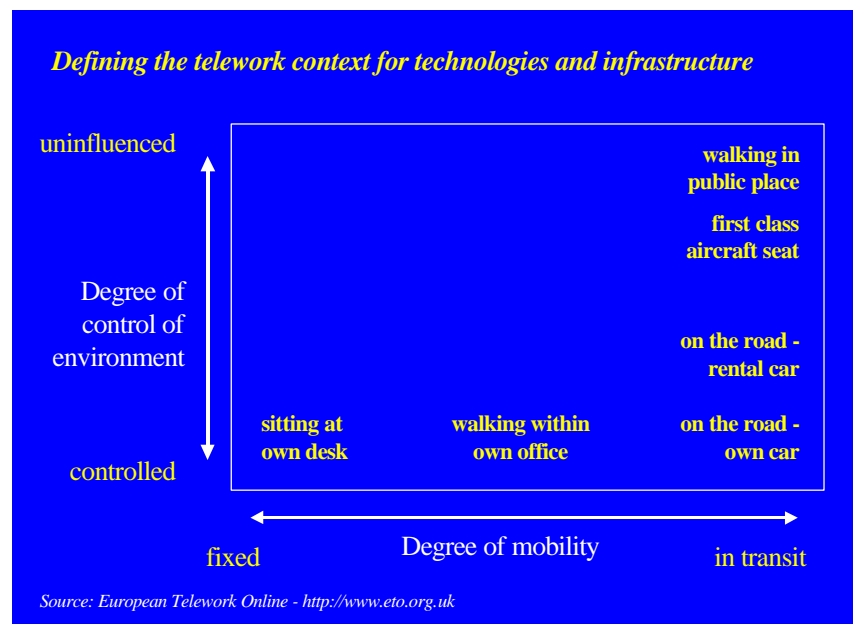 Defining the telework context for technologies and infrastructure
uninfluenced
walking in
public place
first class
aircraft seat
Degree of
control of
environment
on the road -
rental car
sitting at
own desk
walking within
own office
on the road -
own car
controlled
Degree of mobility
fixed
in transit
Source: European Telework Online - http://www.eto.org.uk